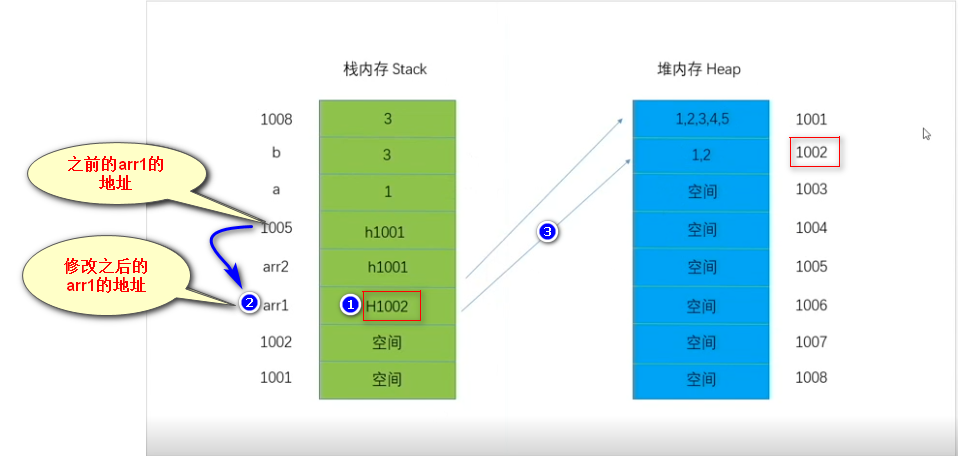 栈内存 Stack
堆内存 Heap
1008
3
1,2,3,4,5
1001
b
3
1,2
1002
之前的arr1的
地址
a
1
空间
1003
1005
h1001
空间
1004
3
修改之后的
arr1的地址
arr2
h1001
空间
1005
2
arr1
1
H1002
空间
1006
1002
空间
空间
1007
1001
空间
空间
1008